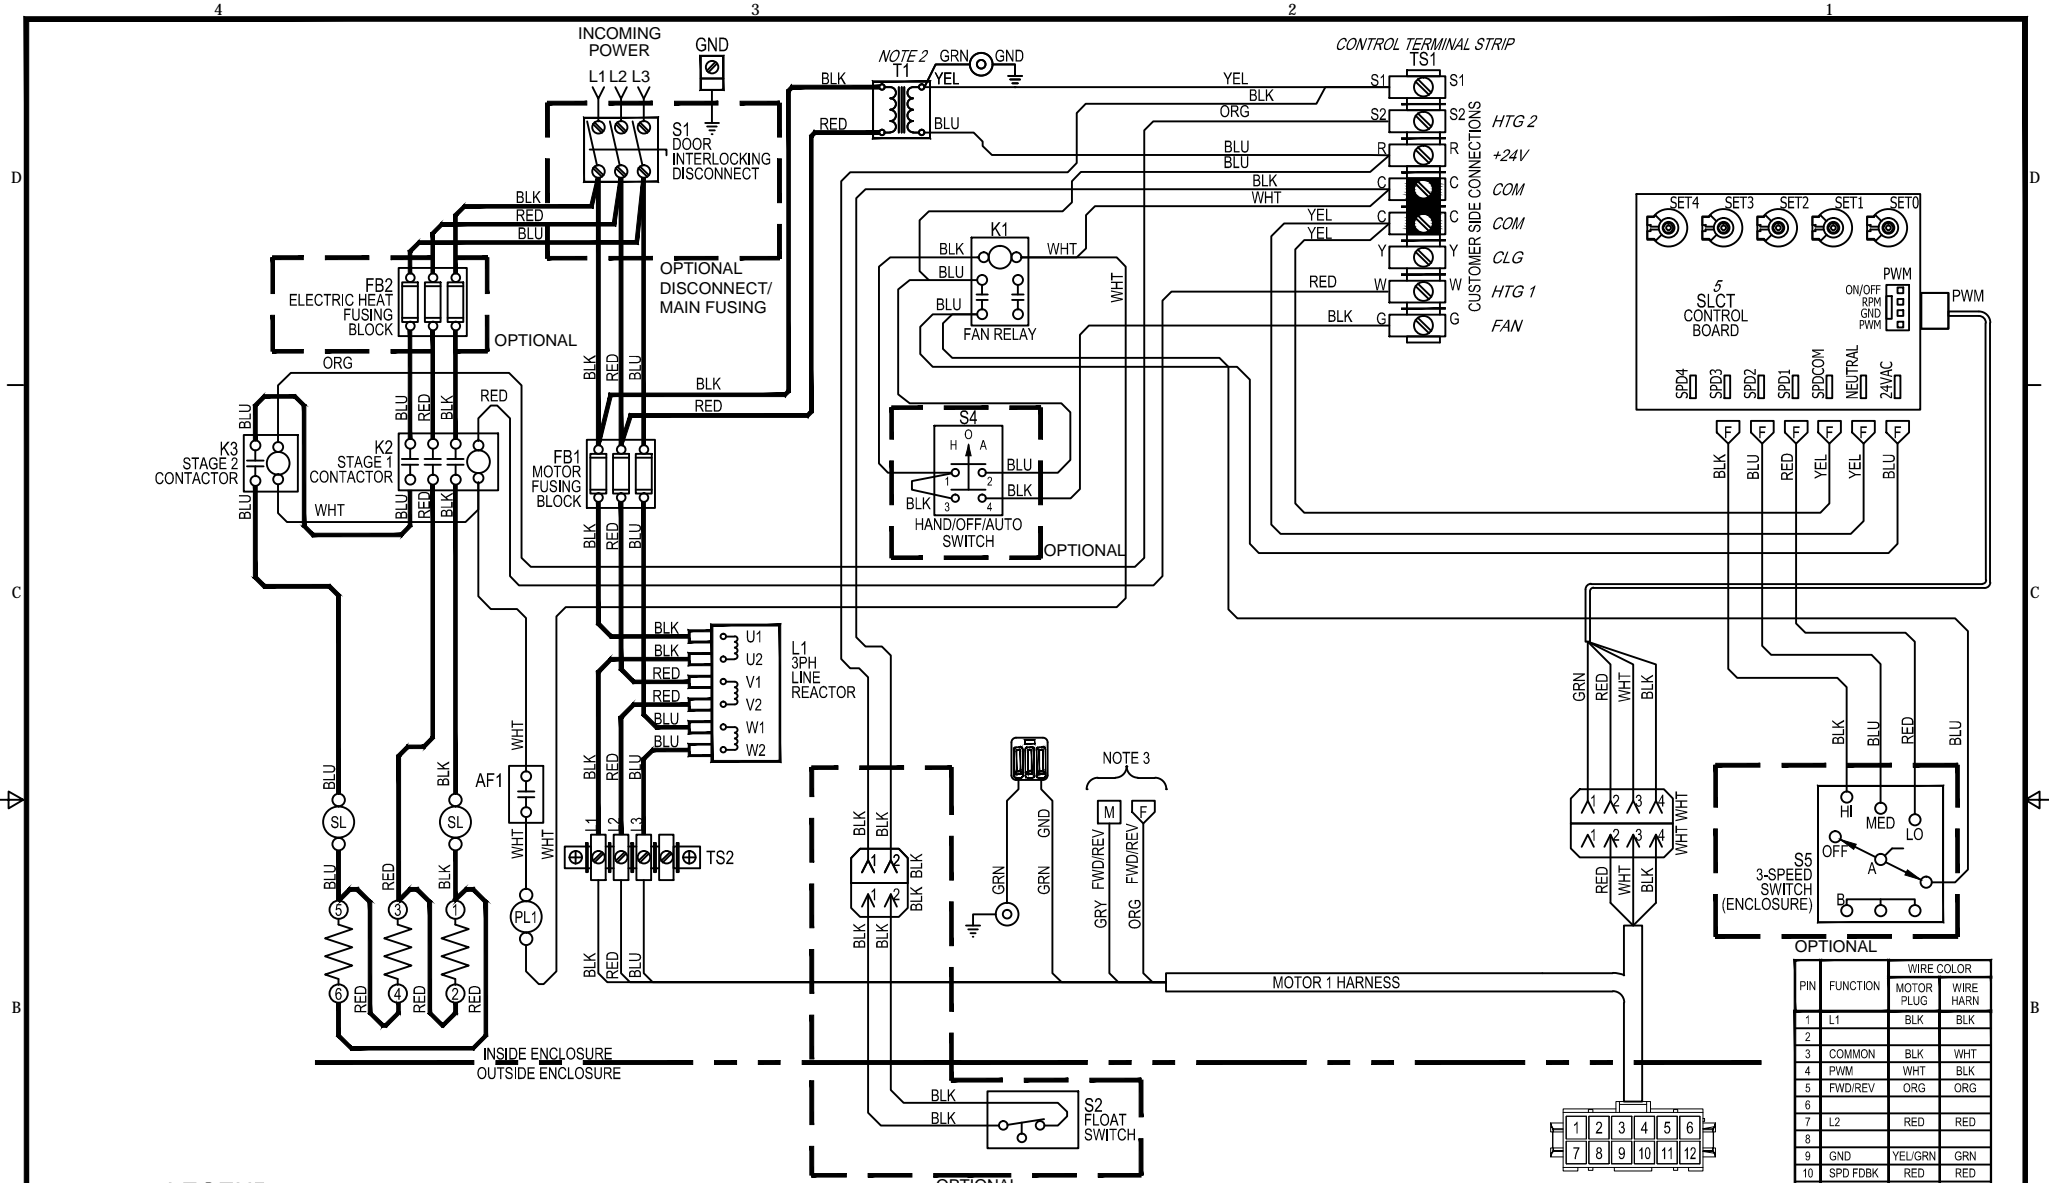 4 3 2 1
INCOMING
POWER
L1 L2 L3
GND
S1
DOOR
INTERLOCKING
DISCONNECT
OPTIONAL
DISCONNECT/
MAIN FUSING
BLK
RED
BLU
D
FB2
ELECTRIC HEAT
FUSING
BLOCK
OPTIONAL
ORG
BLK
RED
BLU
BLK
RED
NOTE 2
T1
GRN
GND
BLK
YEL
RED
BLU
CONTROL TERMINAL STRIP
TS1
YEL
S1
S1
BLK
ORG
S2
S2
HTG 2
BLU
R
R
+24V
BLU
BLK
C
C
COM
WHT
YEL
C
C
COM
YEL
Y
Y
CLG
RED
W
W
HTG 1
BLK
G
G
FAN
CUSTOMER SIDE CONNECTIONS
K1
BLK
WHT
BLU
BLU
WHT
FAN RELAY
S4
O
H A
BLU
1 2
BLK
BLK
3 4
HAND/OFF/AUTO
SWITCH
OPTIONAL
D
SET4 SET3 SET2 SET1 SET0
5
SLCT
CONTROL
BOARD
PWM
ON/OFF
RPM
GND
PWM
PWM
SPD4 SPD3 SPD2 SPD1 SPDCOM NEUTRAL 24VAC
F F F F F F
BLK BLU RED YEL YEL BLU
BLU
K3
STAGE 2
CONTACTOR
BLU
WHT
BLU RED BLK
RED
K2
STAGE 1
CONTACTOR
BLU RED BLK
FB1
MOTOR
FUSING
BLOCK
BLK RED BLU
C
C
BLK
U1
BLK
U2
RED
V1
RED
V2
BLU
W1
BLU
W2
L1
3PH
LINE
REACTOR
BLU
SL
BLU
RED
BLK
SL
BLK
WHT
AF1
WHT
WHT
PL1
BLK RED BLU
L1 L2 L3
TS2
BLK RED BLU
5 3 1
6 4 2
RED RED RED
BLK BLK
1 2
BLK
1 2
BLK
BLK BLK
GRN
GND
GRN
NOTE 3
M F
FWD/REV FWD/REV
GRY ORG
MOTOR 1 HARNESS
GRN RED WHT BLK
1 2 3 4
WHT WHT
1 2 3 4
WHT WHT
RED WHT BLK
BLK BLU RED BLU
HI
MED
LO
OFF
A
B
S5
3-SPEED
SWITCH
(ENCLOSURE)
OPTIONAL
B
B
INSIDE ENCLOSURE
OUTSIDE ENCLOSURE
BLK
BLK
S2
FLOAT
SWITCH
1 2 3 4 5 6
7 8 9 10 11 12
WIRE COLOR
PIN FUNCTION MOTOR PLUG WIRE HARN
1 L1 BLK BLK
2
3 COMMON BLK WHT
4 PWM WHT BLK
5 FWD/REV ORG ORG
6
7 L2 RED RED
8
9 GND YEL/GRN GRN
10 SPD FDBK RED RED